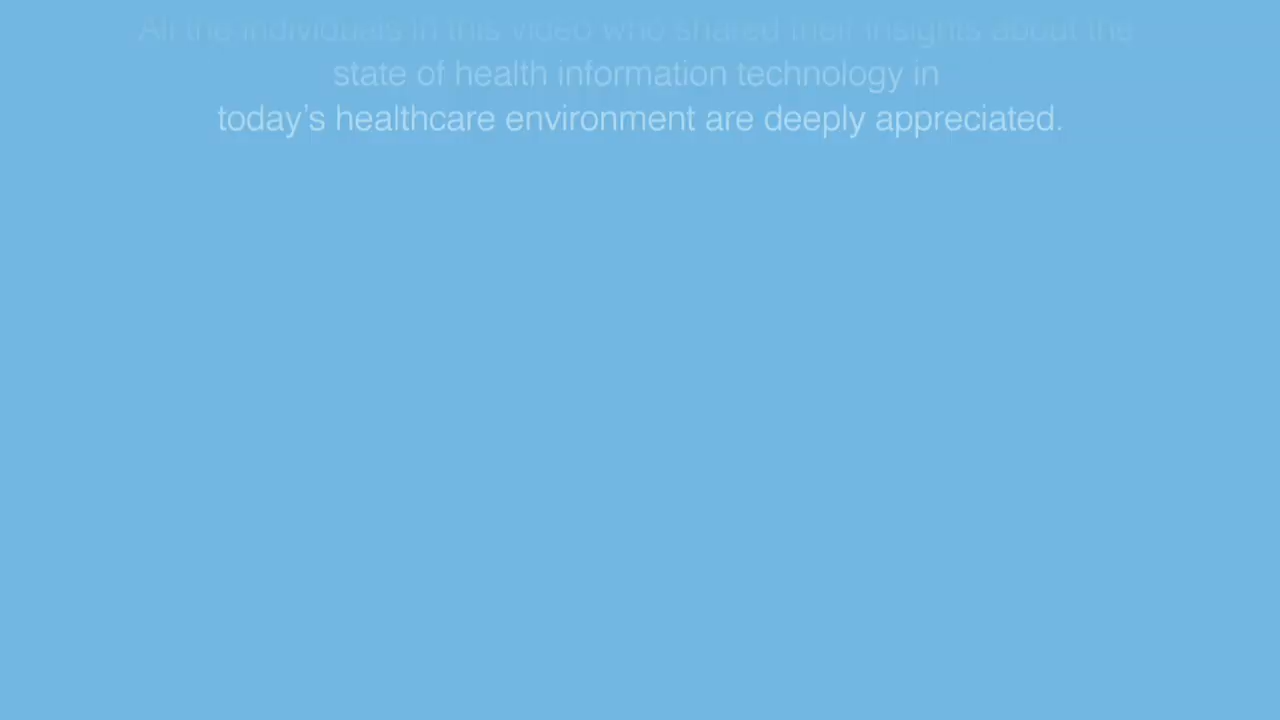 All the individuals in this video who shared their insights about the
state of health information technology in
today's healthcare environment are deeply appreciated.